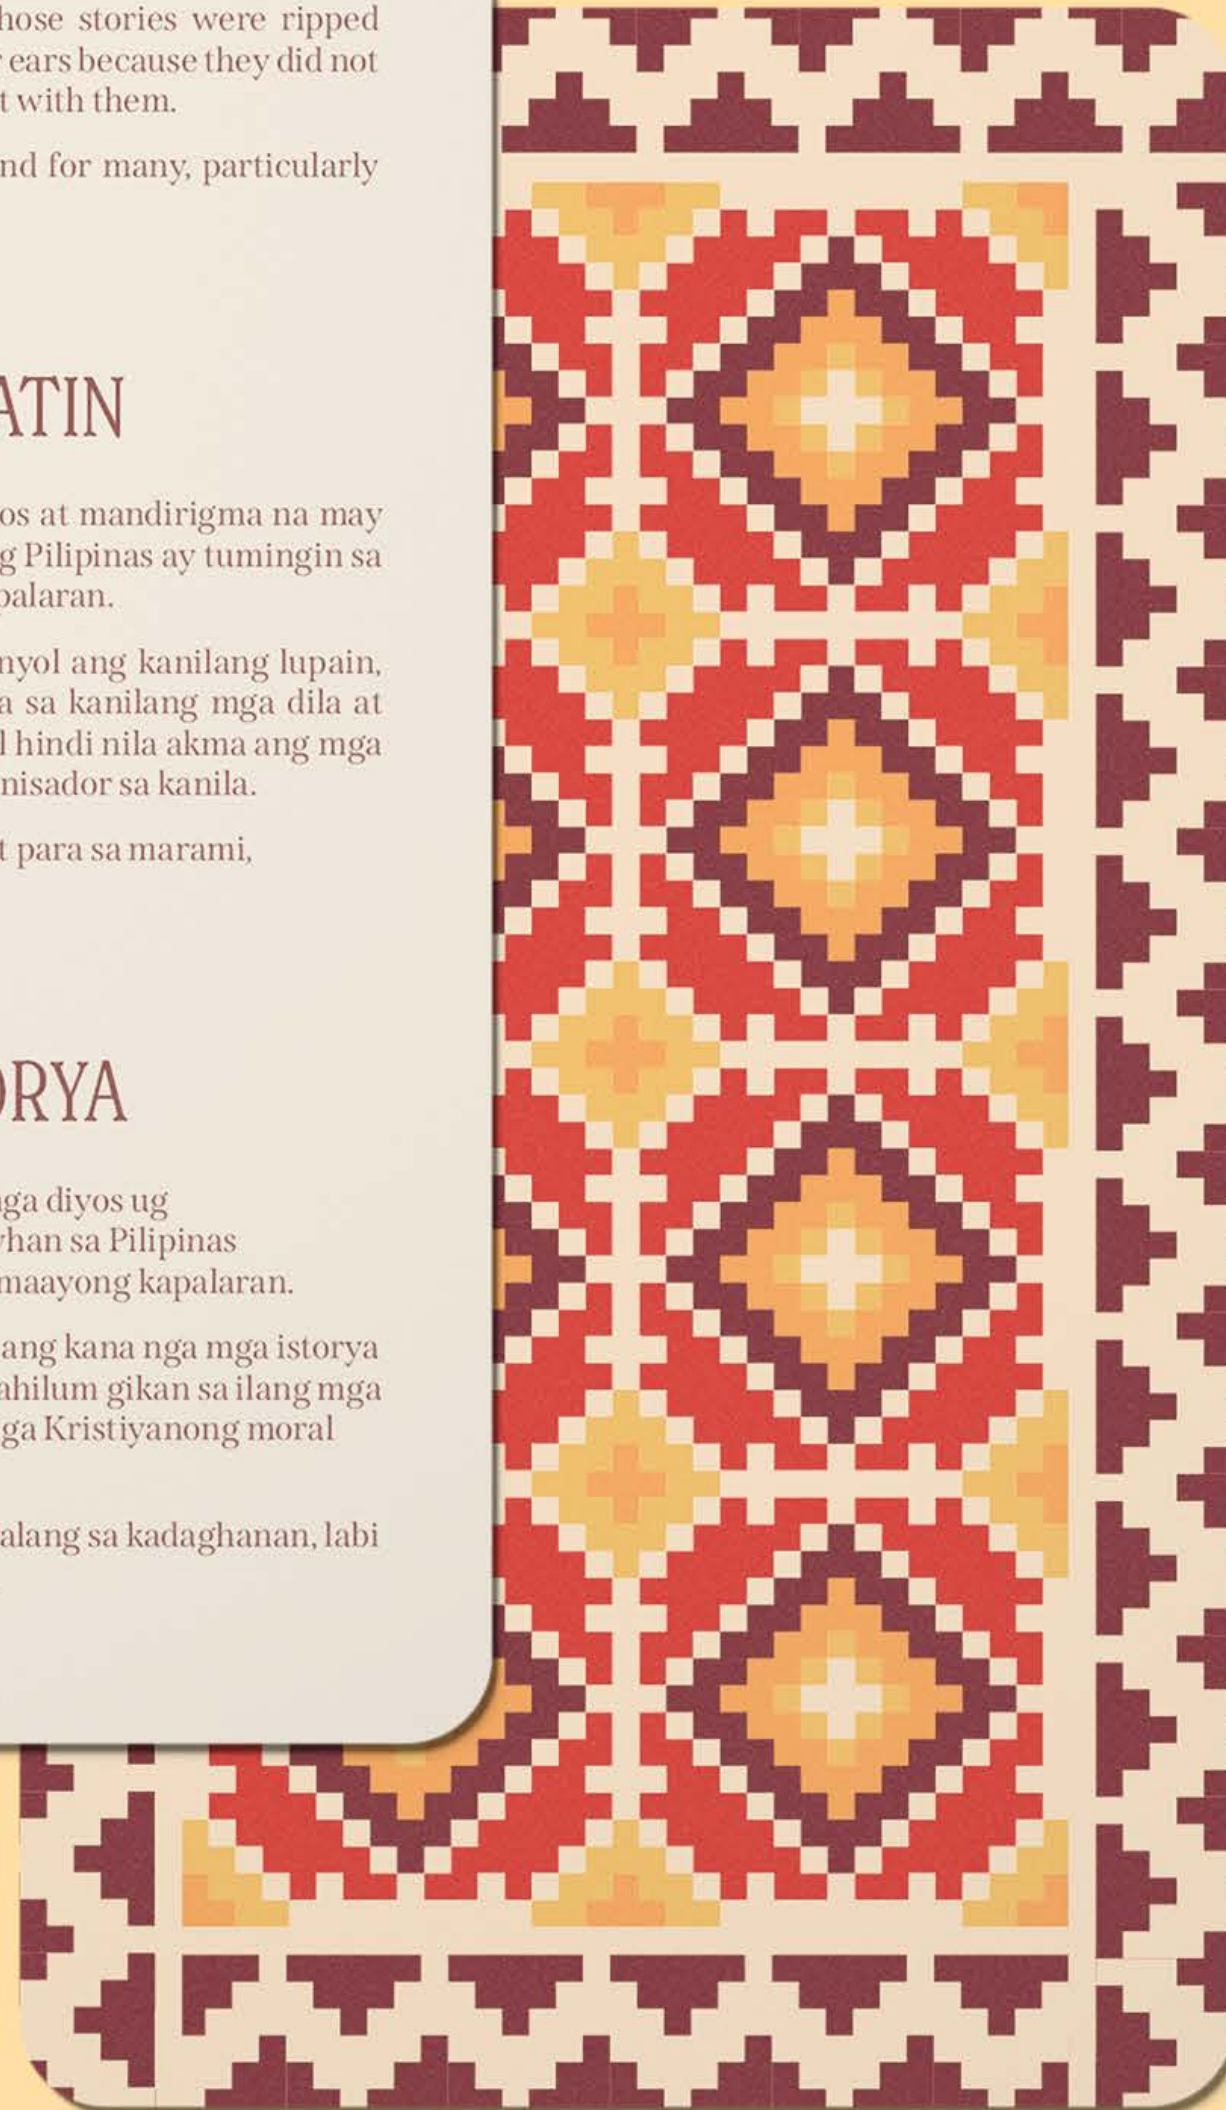 hose stories were ripped
ears because they did not
t with them.
nd for many, particularly
ATIN
os at mandirigma na may
g Pilipinas ay tumingin sa
palaran.
nyol ang kanilang lupain,
a sa kanilang mga dila at
l hindi nila akma ang mga
nisador sa kanila.
t para sa marami,
ORYA
nga diyos ug
han sa Pilipinas
maayong kapalaran.
ang kana nga mga istorya
ahilum gikan sa ilang mga
ga Kristiyanong moral
alang sa kadaghanan, labi